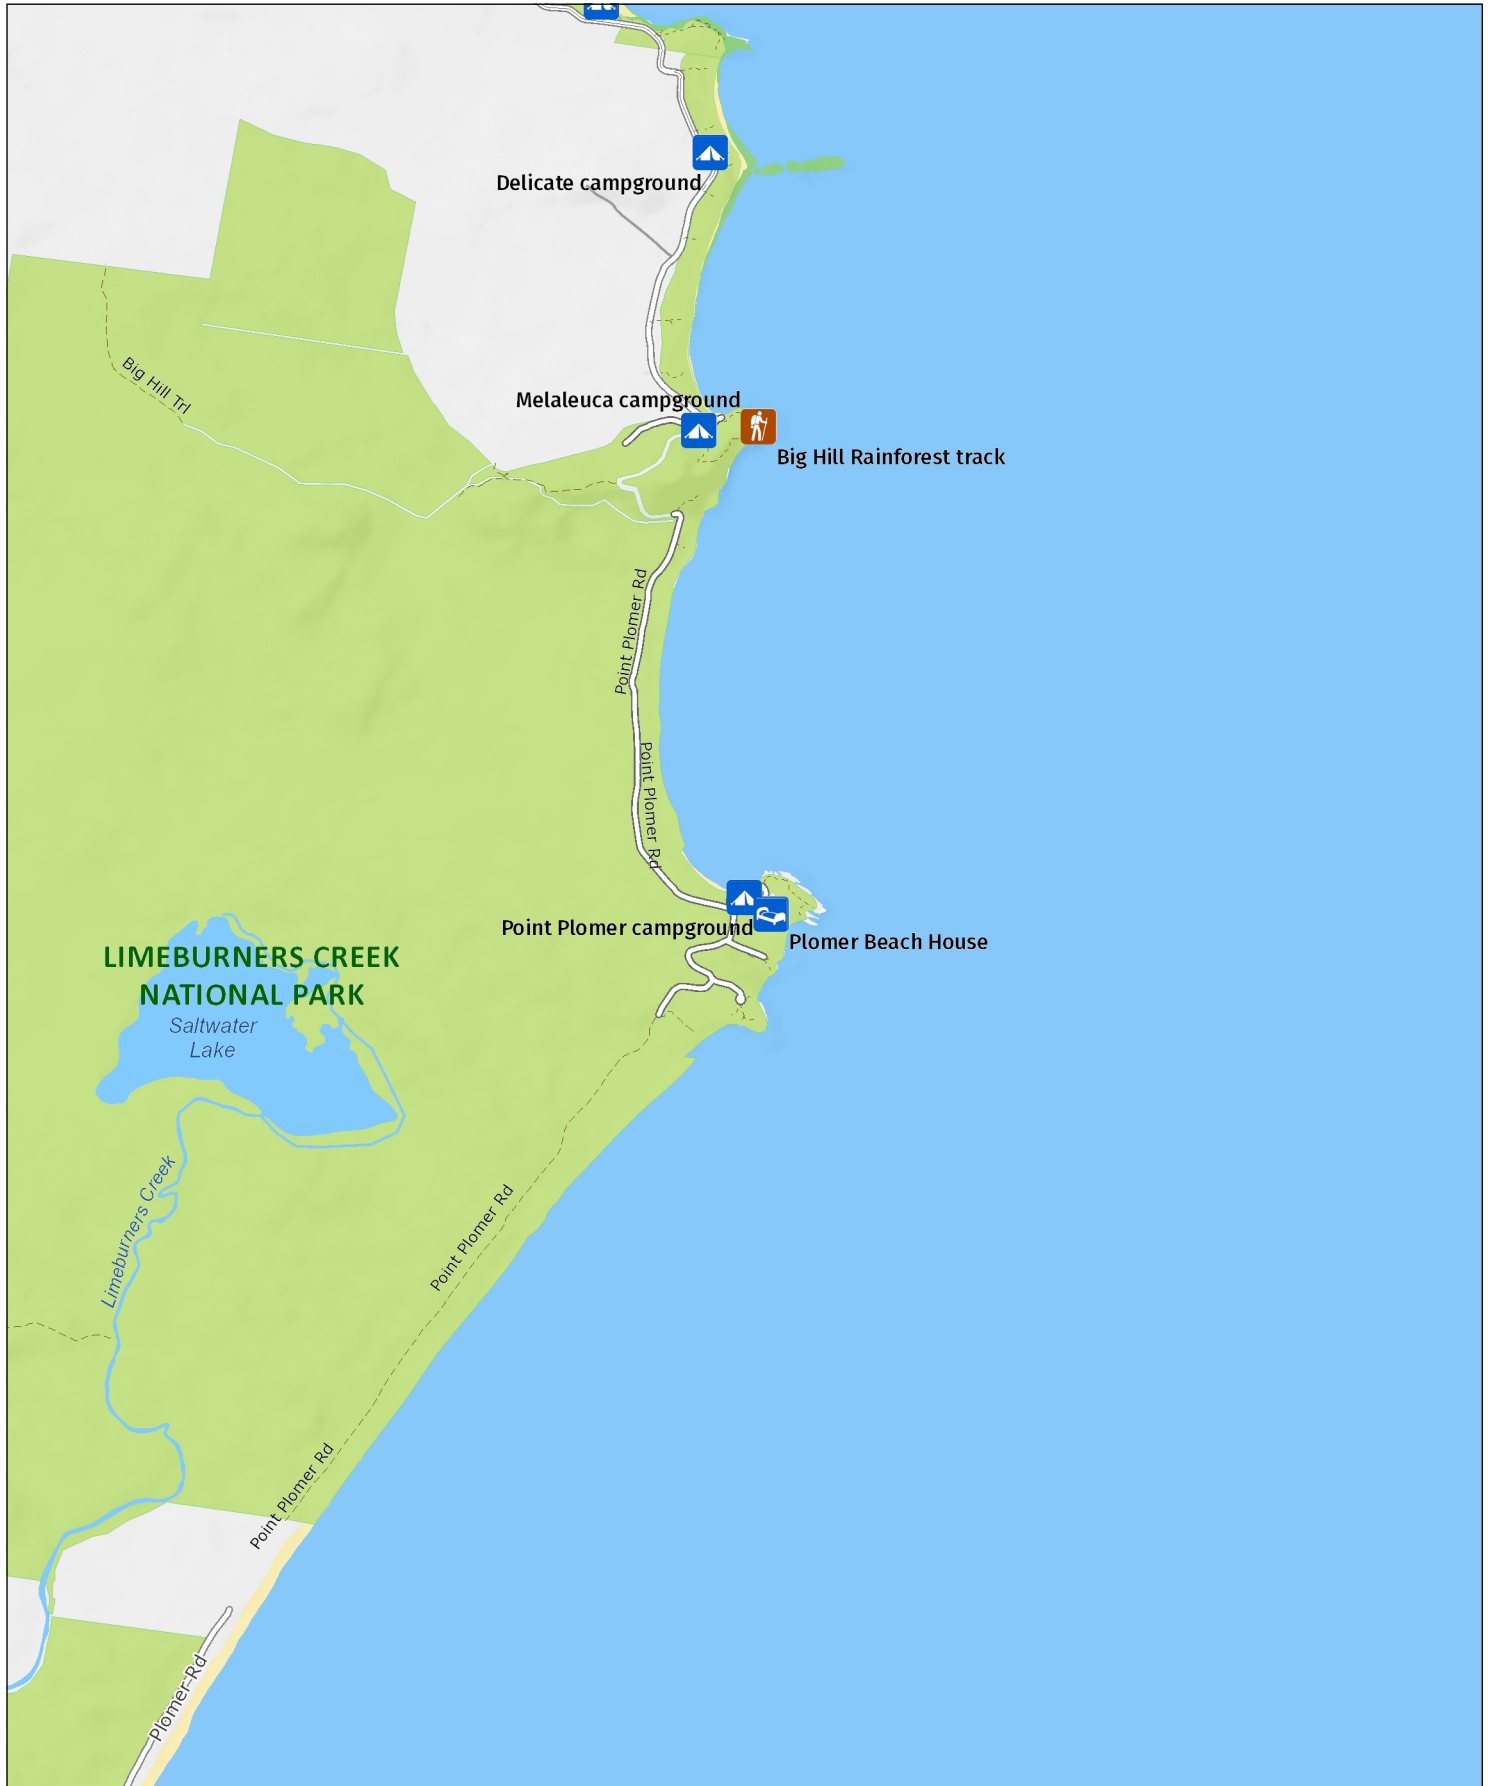 Delicate campground
Big Hill Trl
Melaleuca campground
Big Hill Rainforest track
Point Plomer Rd
Point Plomer Rd
Point Plomer campground
Plomer Beach House
LIMEBURNERS CREEK
NATIONAL PARK
Saltwater
Lake
Limeburners Creek
Point Plomer Rd
Point Plomer Rd
Plomer-Rd